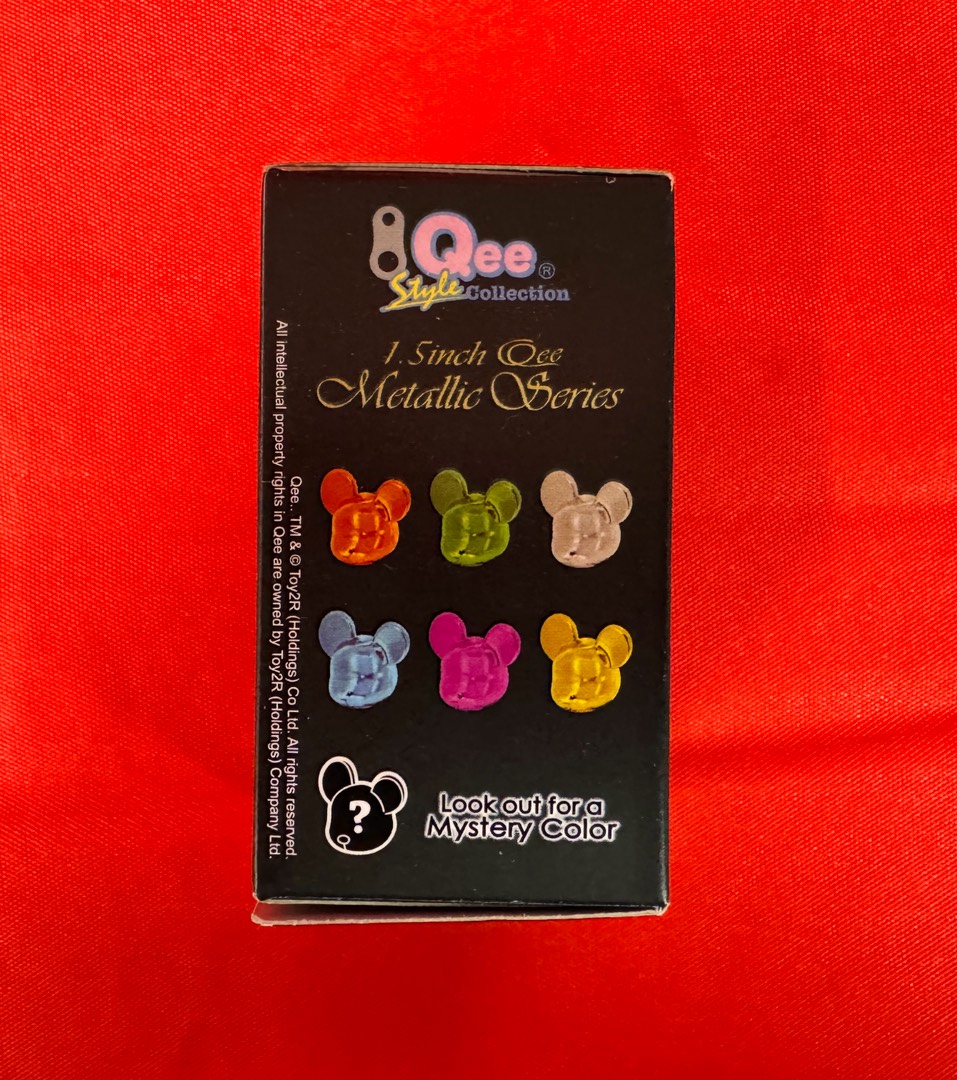 Qee ®
Style Collection
1.5inch Qee
Metallic Series
?
Look out for a
Mystery Color
Qee.. TM & © Toy2R (Holdings) Co Ltd. All rights reserved.
All intellectual property rights in Qee are owned by Toy2R (Holdings) Company Ltd.